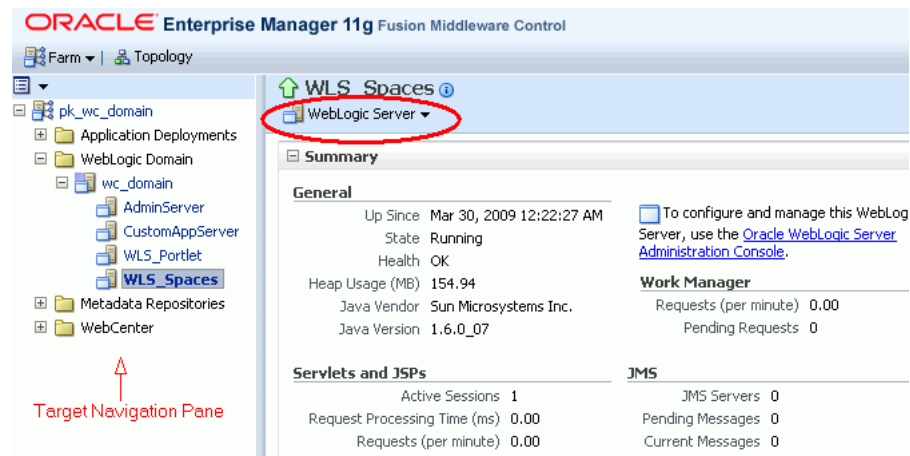 ORACLE Enterprise Manager 11g Fusion Middleware Control
Farm | Topology
pk_wc_domain
Application Deployments
WebLogic Domain
wc_domain
AdminServer
CustomAppServer
WLS_Portlet
WLS_Spaces
Metadata Repositories
WebCenter
Target Navigation Pane
WLS_Spaces
WebLogic Server
Summary
General
Up Since Mar 30, 2009 12:22:27 AM
State Running
Health OK
Heap Usage (MB) 154.94
Java Vendor Sun Microsystems Inc.
Java Version 1.6.0_07
To configure and manage this WebLog
Server, use the Oracle WebLogic Server
Administration Console.
Work Manager
Requests (per minute) 0.00
Pending Requests 0
Servlets and JSPs
Active Sessions 1
Request Processing Time (ms) 0.00
Requests (per minute) 0.00
JMS
JMS Servers 0
Pending Messages 0
Current Messages 0